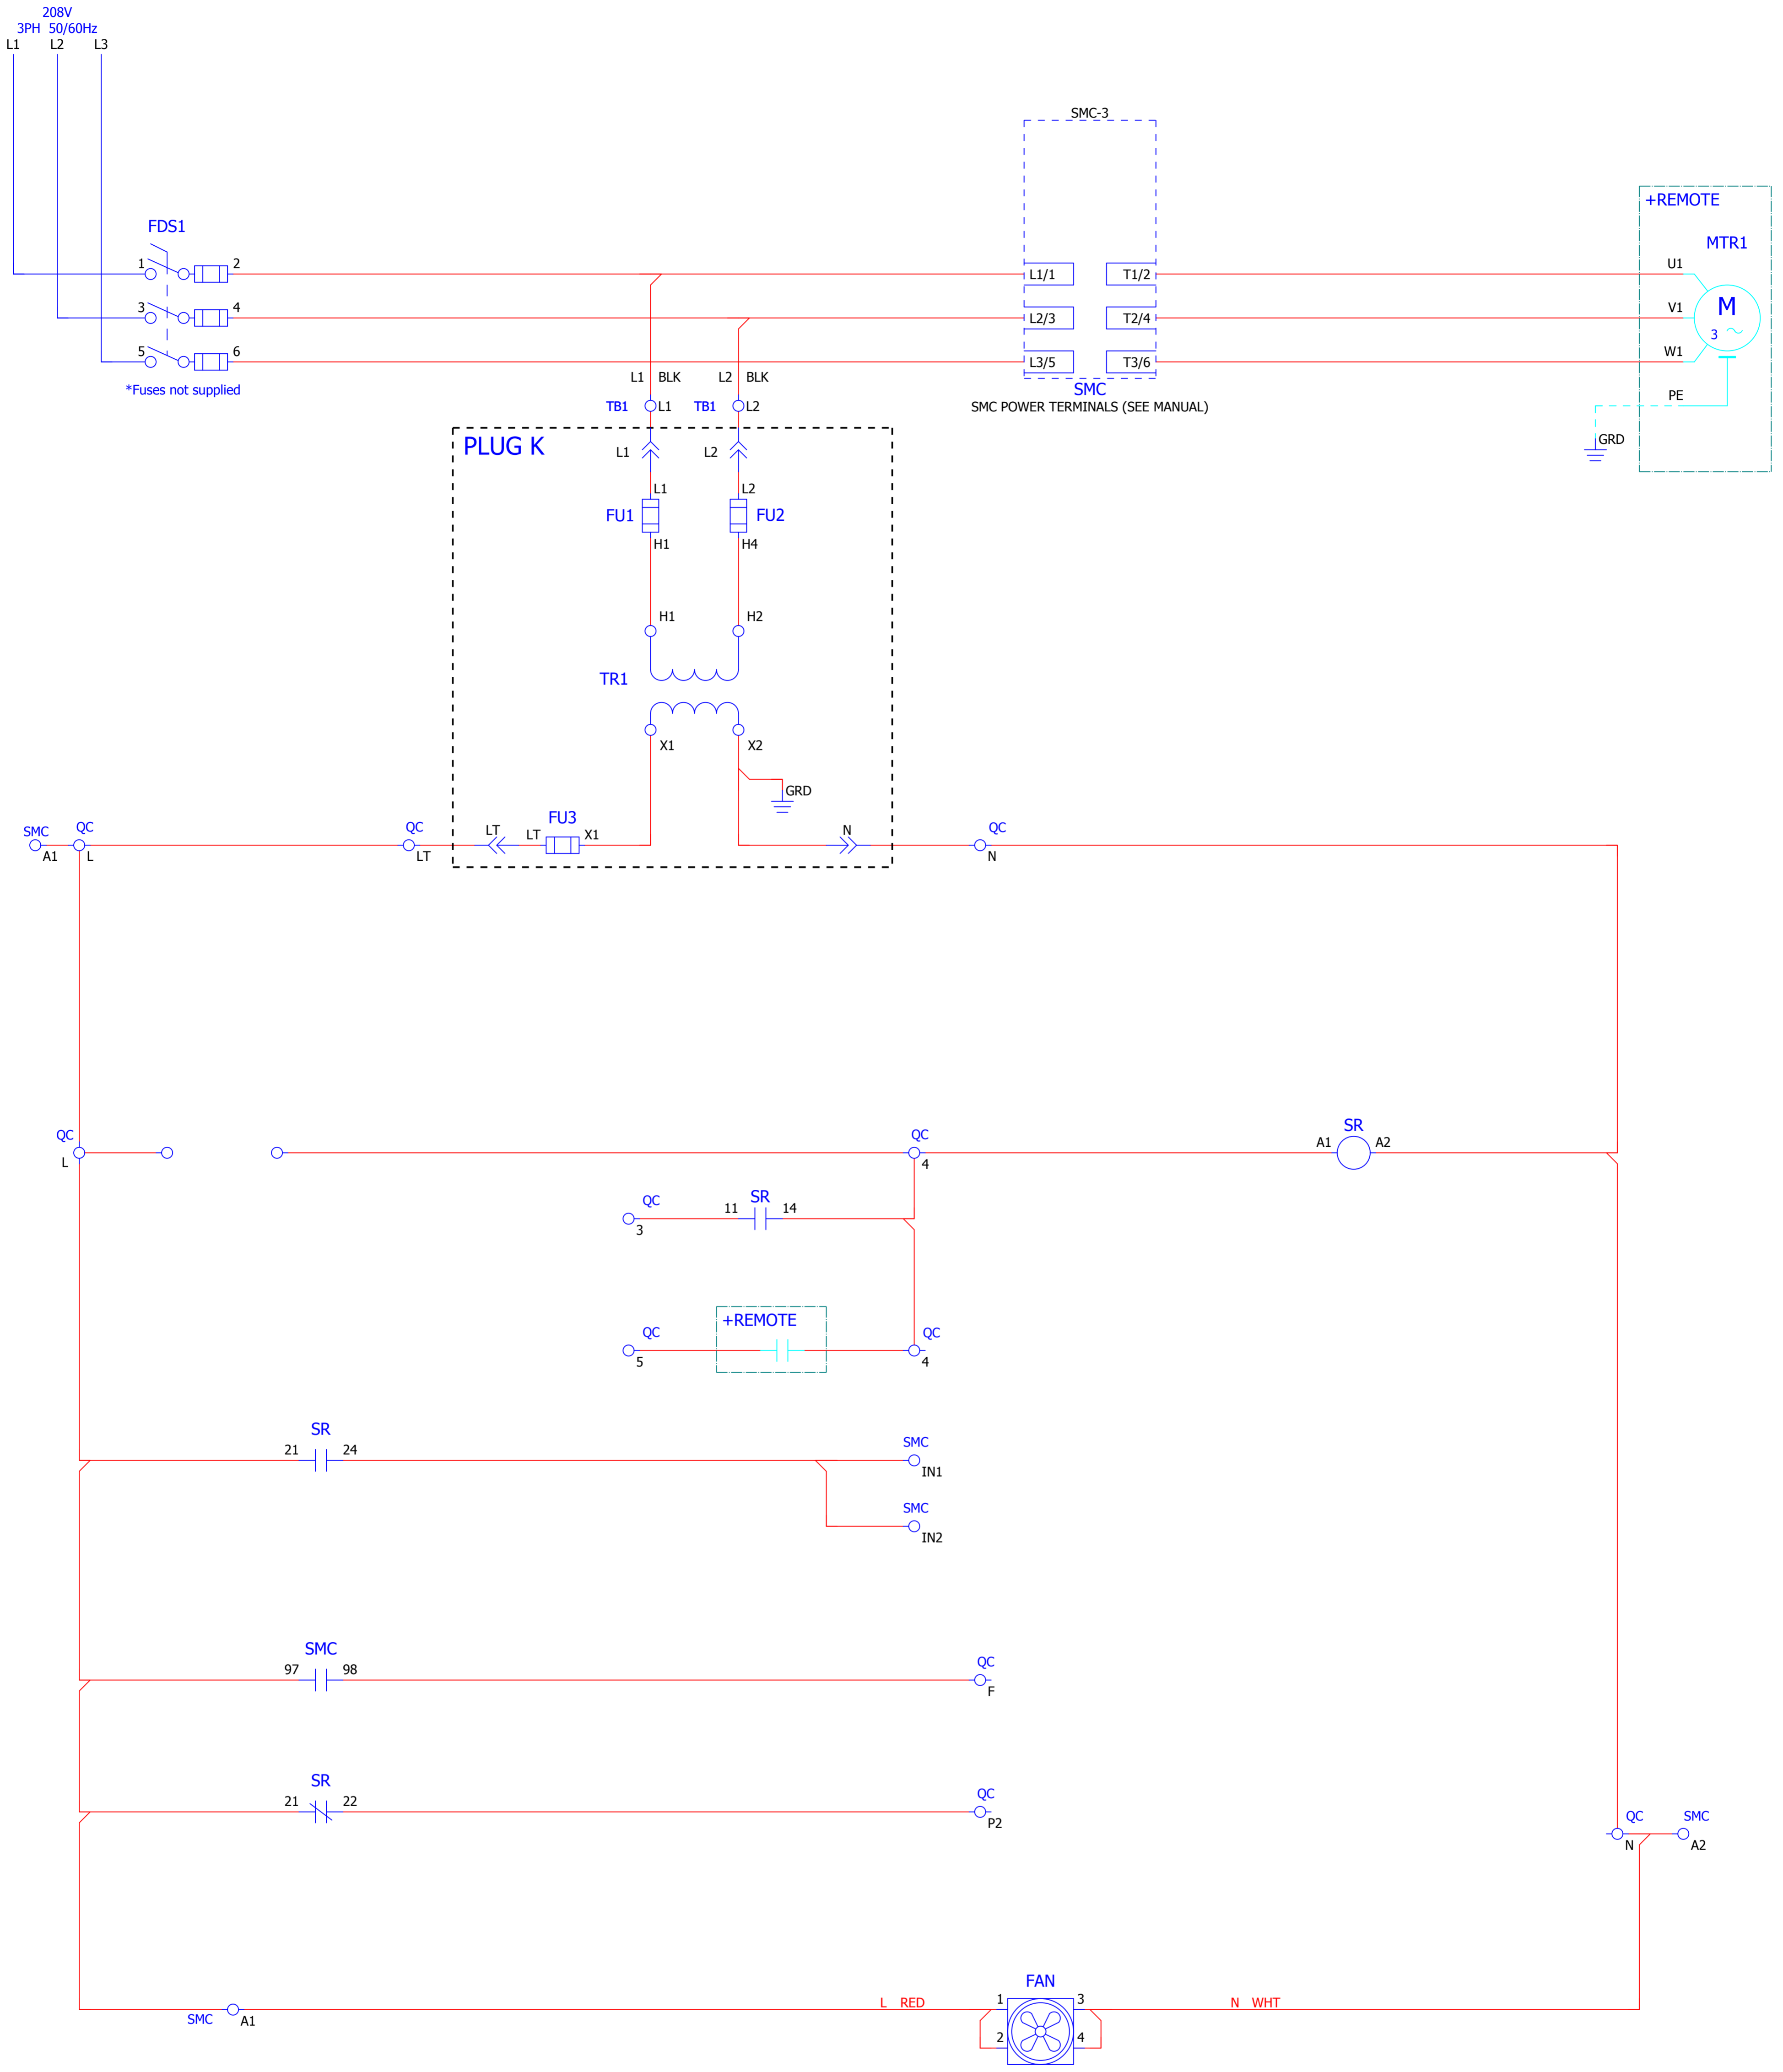 208V
3PH 50/60Hz
L1 L2 L3
SMC-3
+REMOTE
FDS1
MTR1
1 2
L1/1 T1/2
U1
3 4
L2/3 T2/4
V1
M
3
5 6
L3/5 T3/6
W1
*Fuses not supplied
L1 BLK
L2 BLK
SMC
PE
TB1 L1
TB1 L2
SMC POWER TERMINALS (SEE MANUAL)
GRD
PLUG K
L1 L2
L1 L2
FU1 FU2
H1 H4
H1 H2
TR1
X1 X2
GRD
SMC QC QC FU3 N QC
A1 L LT LT LT X1 N
QC QC SR
A1 A2
L 4
QC SR
11 14
3
+REMOTE
QC QC
5 4
SR
21 24
SMC
IN1
SMC
IN2
SMC
97 98
QC
F
SR
21 22
QC
P2
QC SMC
N A2
FAN
L RED
1 3
N WHT
SMC A1
2 4